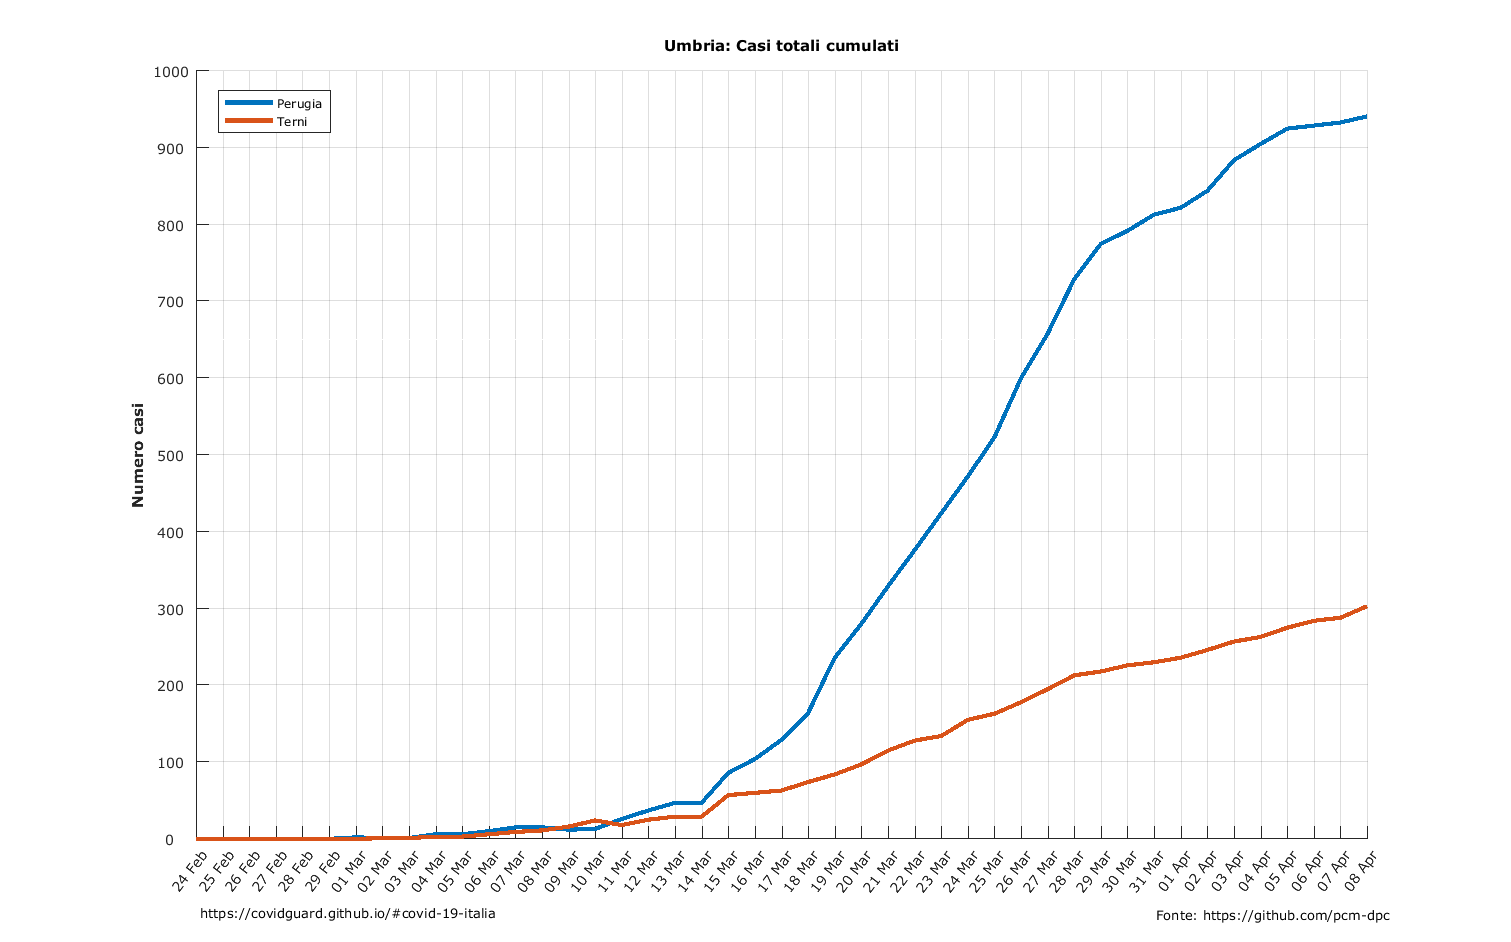 Umbria: Casi totali cumulati
Perugia
Terni
Numero casi
1000
900
800
700
600
500
400
300
200
100
0
24 Feb
25 Feb
26 Feb
27 Feb
28 Feb
29 Feb
01 Mar
02 Mar
03 Mar
04 Mar
05 Mar
06 Mar
07 Mar
08 Mar
09 Mar
10 Mar
11 Mar
12 Mar
13 Mar
14 Mar
15 Mar
16 Mar
17 Mar
18 Mar
19 Mar
20 Mar
21 Mar
22 Mar
23 Mar
24 Mar
25 Mar
26 Mar
27 Mar
28 Mar
29 Mar
30 Mar
31 Mar
01 Apr
02 Apr
03 Apr
04 Apr
05 Apr
06 Apr
07 Apr
08 Apr
https://covidguard.github.io/#covid-19-italia
Fonte: https://github.com/pcm-dpc